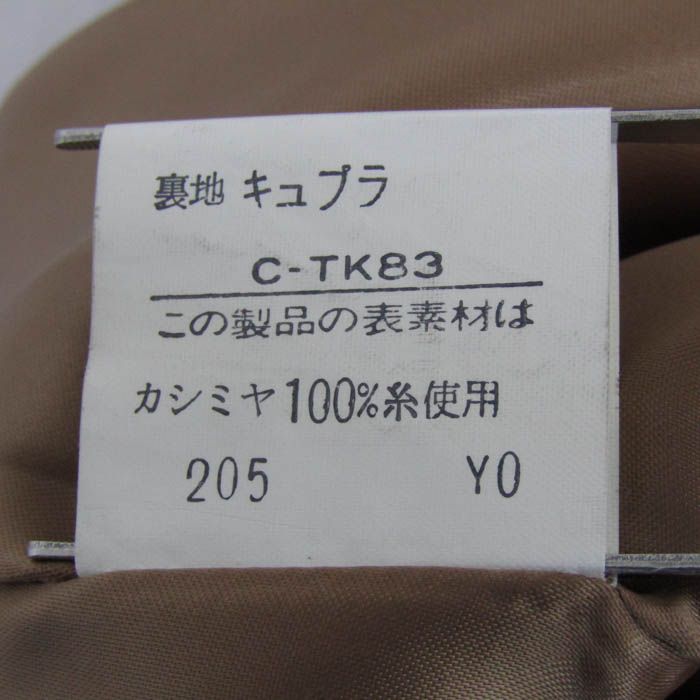 裏地 キュプラ
C-TK83
この製品の表素材は
カシミヤ100%糸使用
205 YO